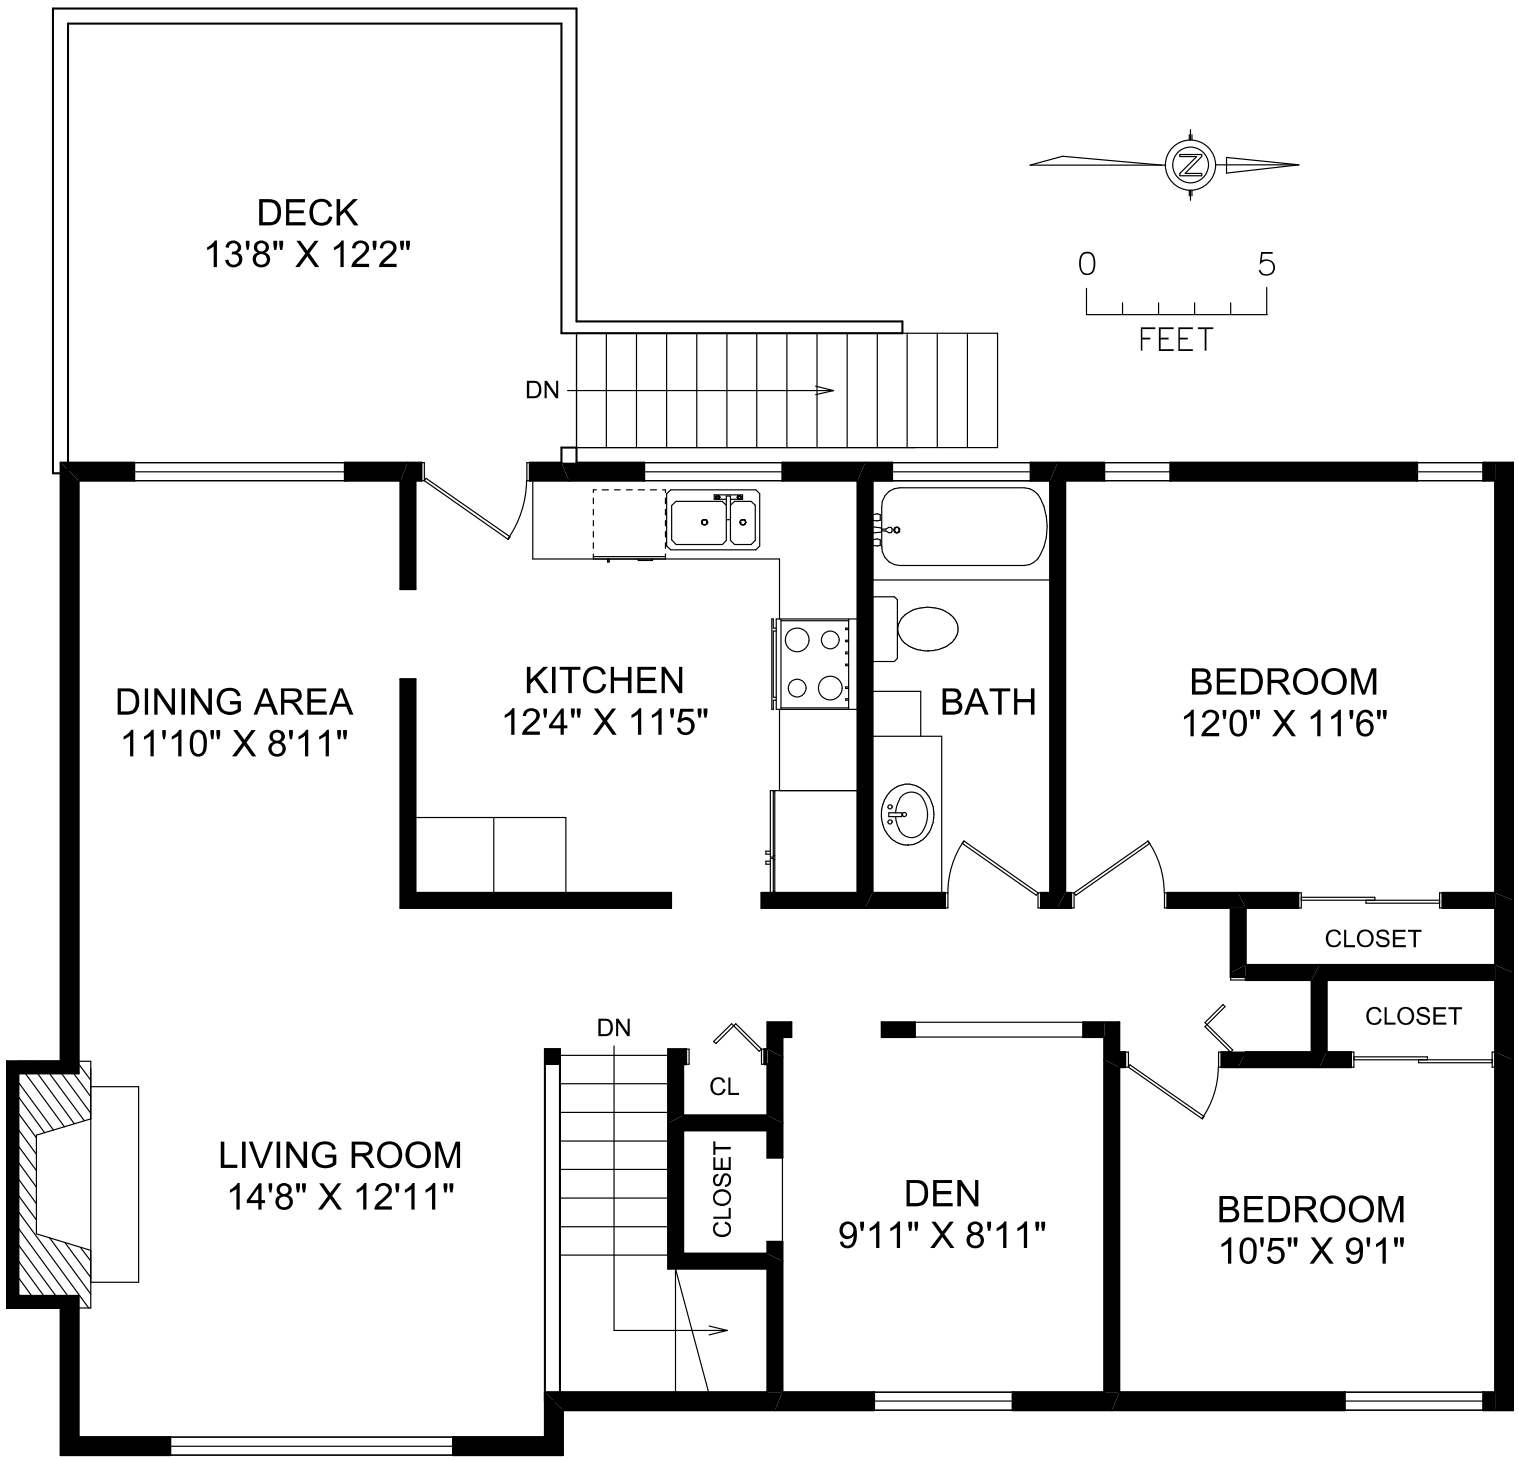 DECK
13'8" X 12'2"
Z
0 5
FEET
DN
DINING AREA
11'10" X 8'11"
KITCHEN
12'4" X 11'5"
BATH
BEDROOM
12'0" X 11'6"
CLOSET
CLOSET
DN
CL
CLOSET
LIVING ROOM
14'8" X 12'11"
DEN
9'11" X 8'11"
BEDROOM
10'5" X 9'1"